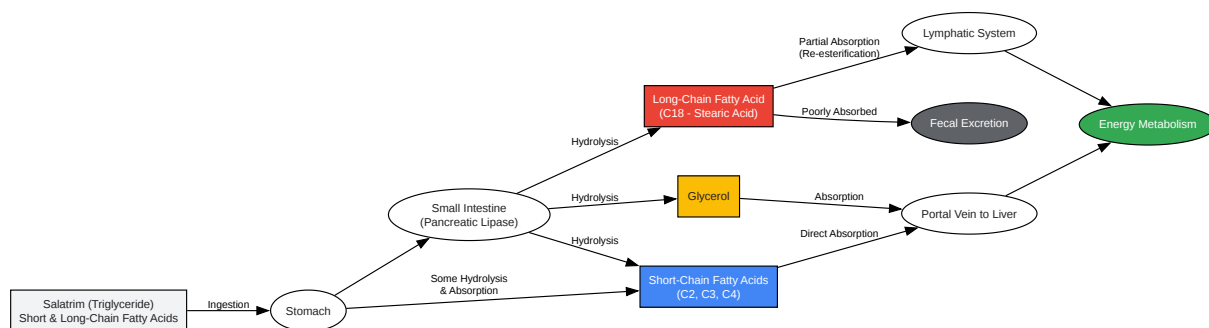 Salatrim (Triglyceride)
Short & Long-Chain Fatty Acids
Ingestion
Stomach
Some Hydrolysis
& Absorption
Small Intestine
(Pancreatic Lipase)
Hydrolysis
Hydrolysis
Hydrolysis
Long-Chain Fatty Acid
(C18 - Stearic Acid)
Glycerol
Short-Chain Fatty Acids
(C2, C3, C4)
Partial Absorption
(Re-esterification)
Poorly Absorbed
Absorption
Direct Absorption
Lymphatic System
Fecal Excretion
Portal Vein to Liver
Energy Metabolism